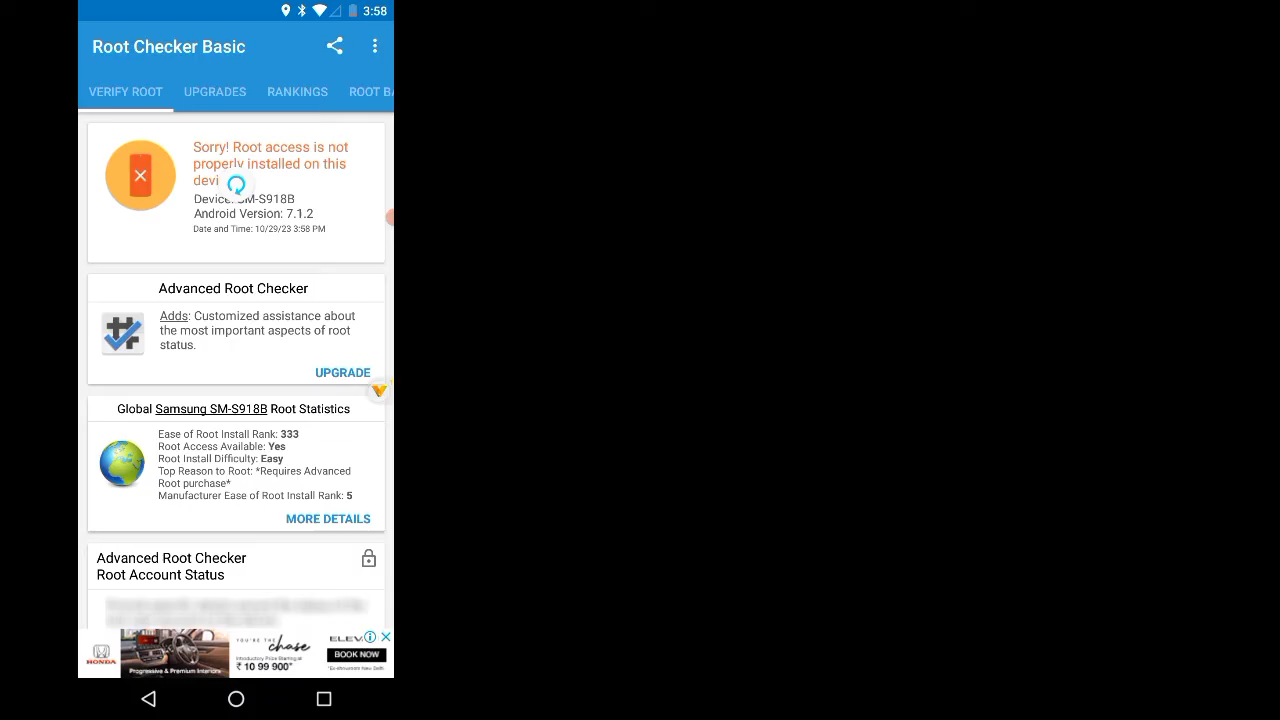 3:58
Root Checker Basic
VERIFY ROOT UPGRADES RANKINGS ROOT BA
Sorry! Root access is not
properly installed on this
devi
Device: SM-S918B
Android Version: 7.1.2
Date and Time: 10/29/23 3:58 PM
Advanced Root Checker
Adds: Customized assistance about
the most important aspects of root
status.
UPGRADE
Global Samsung SM-S918B Root Statistics
Ease of Root Install Rank: 333
Root Access Available: Yes
Root Install Difficulty: Easy
Top Reason to Root: *Requires Advanced
Root purchase*
Manufacturer Ease of Root Install Rank: 5
MORE DETAILS
Advanced Root Checker
Root Account Status
HONDA
Progressive & Premium Interiors
YOU'RE THE
chase
Introductory Price Starting at
₹ 10 99 900*
ELEV
BOOK NOW
*Ex-showroom New Delhi